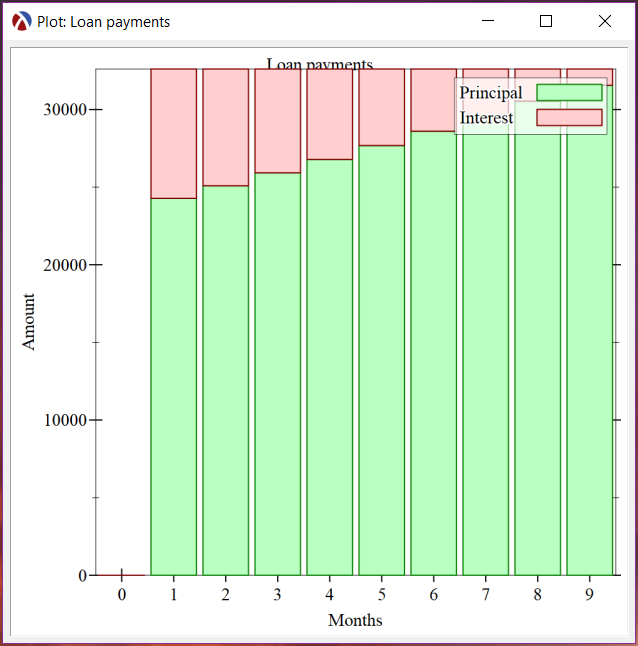 Plot: Loan payments
Loan payments
Principal
Interest
30000
20000
10000
0
Amount
0 1 2 3 4 5 6 7 8 9
Months